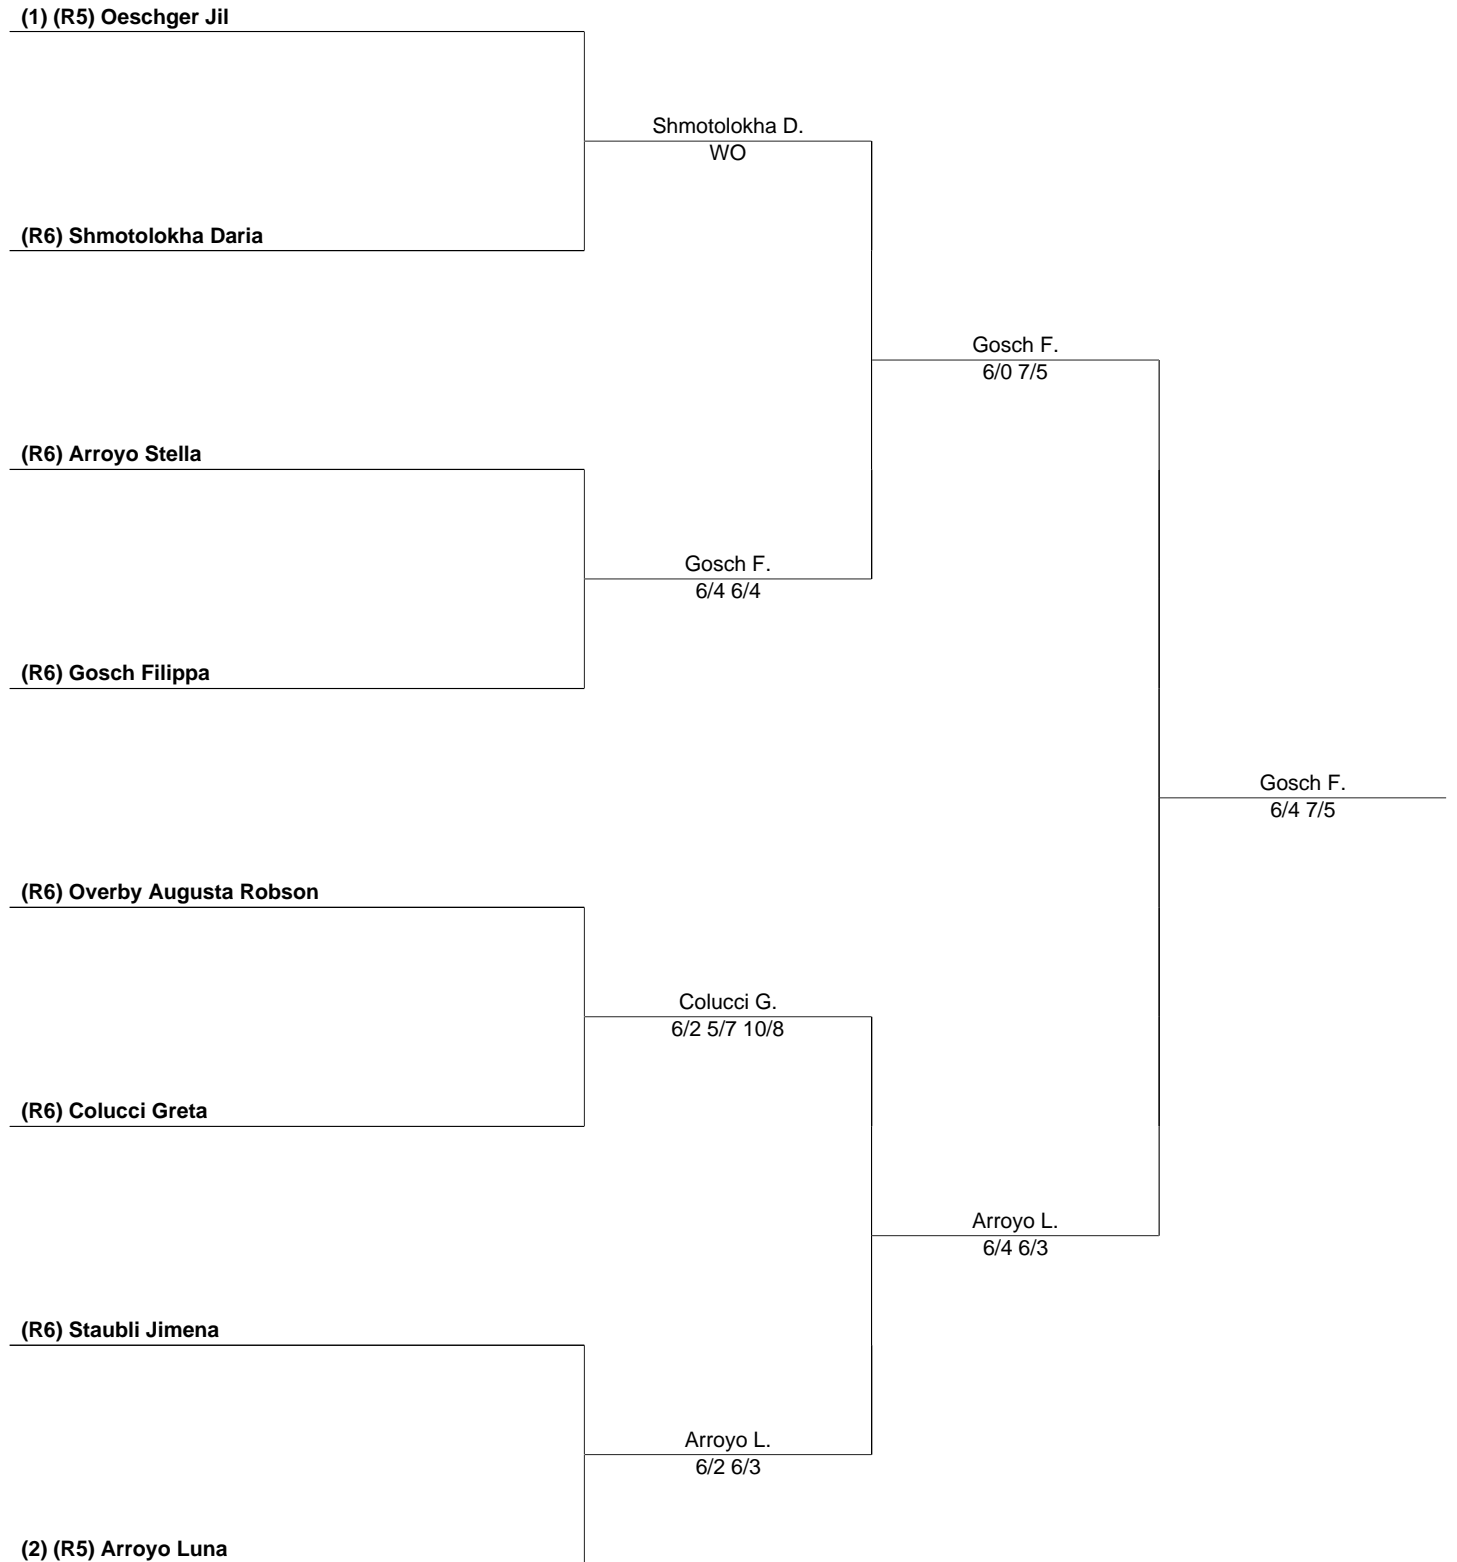 (1) (R5) Oeschger Jil
Shmotolokha D.
WO
(R6) Shmotolokha Daria
Gosch F.
6/0 7/5
(R6) Arroyo Stella
Gosch F.
6/4 6/4
(R6) Gosch Filippa
Gosch F.
6/4 7/5
(R6) Overby Augusta Robson
Colucci G.
6/2 5/7 10/8
(R6) Colucci Greta
Arroyo L.
6/4 6/3
(R6) Staubli Jimena
Arroyo L.
6/2 6/3
(2) (R5) Arroyo Luna